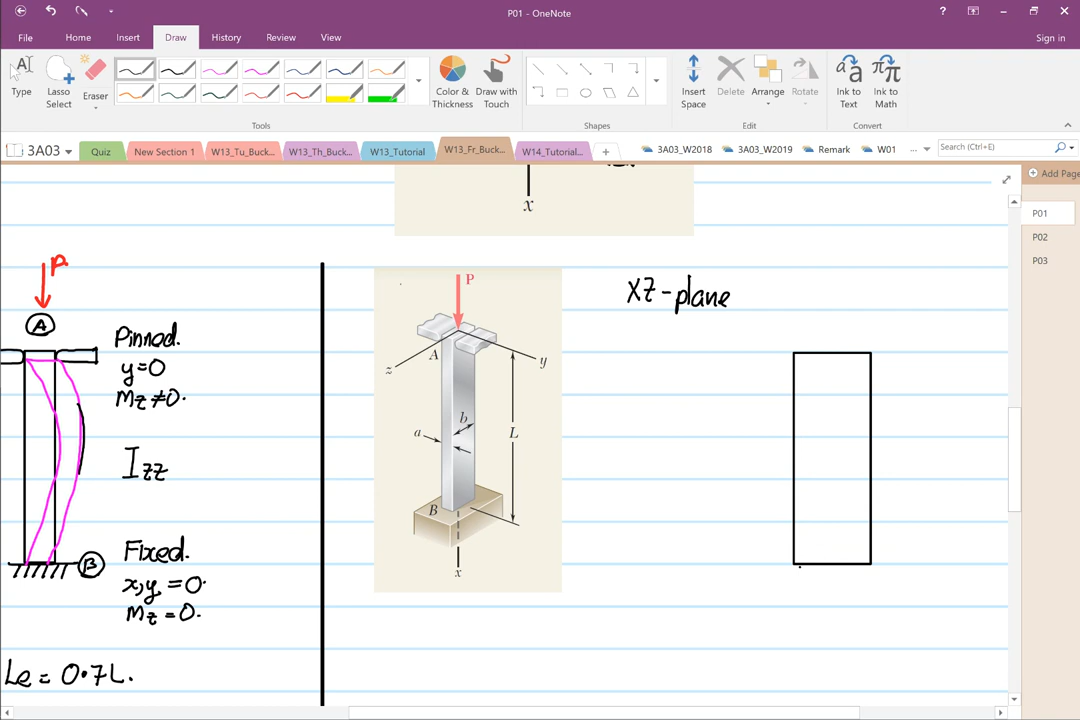 P01 - OneNote
File Home Insert Draw History Review View Sign in
Type
Lasso Select
Eraser
Color & Thickness
Draw with Touch
Insert Space
Delete
Arrange
Rotate
Ink to Text
Ink to Math
Tools Shapes Edit Convert
3A03 Quiz New Section 1 W13_Tu_Buck... W13_Th_Buck... W13_Tutorial W13_Fr_Buck... W14_Tutorial... 3A03_W2018 3A03_W2019 Remark W01 ... Search (Ctrl+E)
Add Page
P01
P02
P03
x
P
A
Pinned.
y=0
Mz≠0.
Izz
B
Fixed.
x,y = 0.
Mz = 0.
Le = 0.7L.
P
A
z
y
b
a
L
B
x
XZ-plane